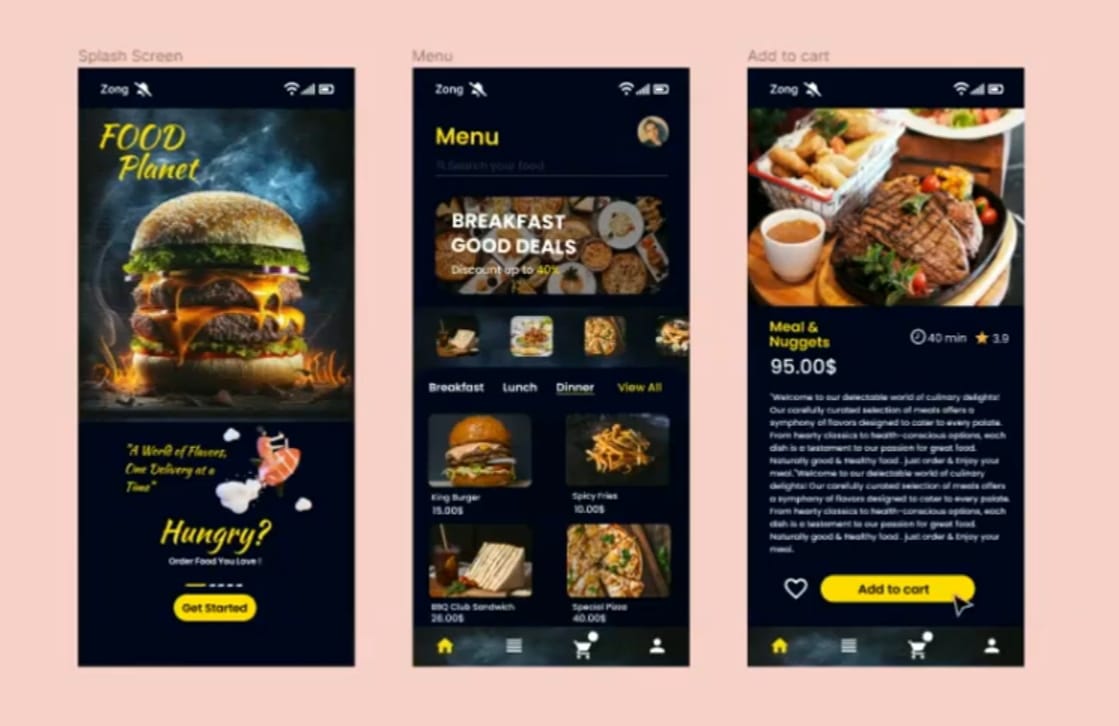 Splash Screen
Zong
FOOD
Planet
"A World of Flavors,
One Delivery at a
Time"
Hungry?
Order Food You Love !
Get Started
Menu
Zong
Menu
Search your food
BREAKFAST
GOOD DEALS
Discount up to 40%
Breakfast Lunch Dinner View All
King Burger
15.00$
Spicy Fries
10.00$
BBQ Club Sandwich
26.00$
Special Pizza
40.00$
Add to cart
Zong
Meal &
Nuggets
40 min 3.9
95.00$
"Welcome to our delectable world of culinary delights!
Our carefully curated selection of meals offers a
symphony of flavors designed to cater to every palate.
From hearty classics to health-conscious options, each
dish is a testament to our passion for great food.
Naturally good & Healthy food . just order & Enjoy your
meal."Welcome to our delectable world of culinary
delights! Our carefully curated selection of meals offers
a symphony of flavors designed to cater to every palate.
From hearty classics to health-conscious options, each
dish is a testament to our passion for great food.
Naturally good & Healthy food . just order & Enjoy your
meal.
Add to cart